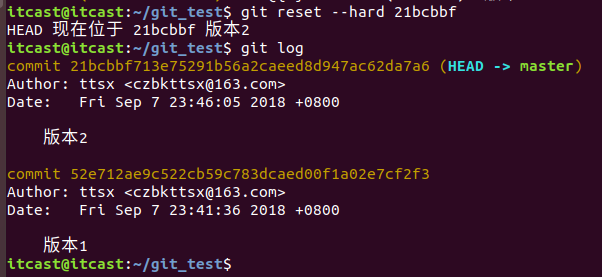 itcast@itcast:~/git_test$ git reset --hard 21bcbbf
HEAD 现在位于 21bcbbf 版本2
itcast@itcast:~/git_test$ git log
commit 21bcbbf713e75291b56a2caeed8d947ac62da7a6 (HEAD -> master)
Author: ttsx <czbkttsx@163.com>
Date:   Fri Sep 7 23:46:05 2018 +0800
    版本2
commit 52e712ae9c522cb59c783dcaed00f1a02e7cf2f3
Author: ttsx <czbkttsx@163.com>
Date:   Fri Sep 7 23:41:36 2018 +0800
    版本1
itcast@itcast:~/git_test$